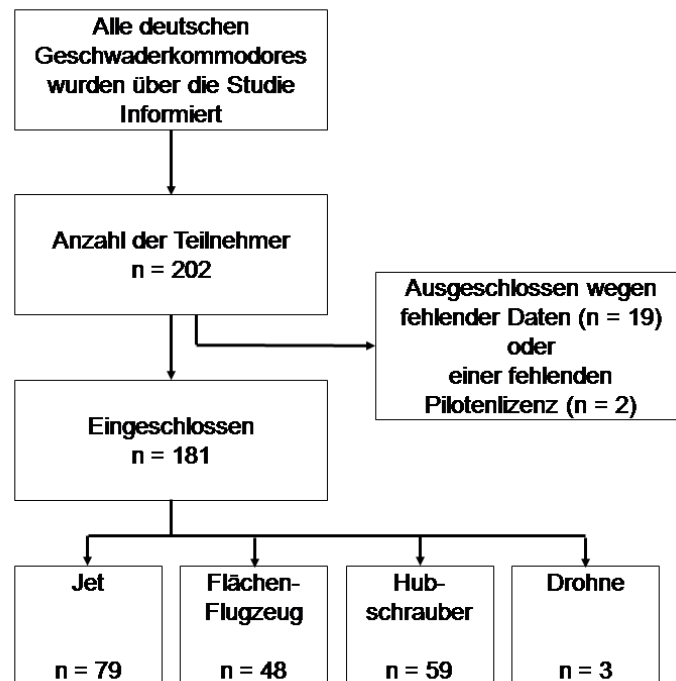 Alle deutschen
Geschwaderkommodores
wurden über die Studie
Informiert
Anzahl der Teilnehmer
n = 202
Ausgeschlossen wegen
fehlender Daten (n = 19)
oder
einer fehlenden
Pilotenlizenz (n = 2)
Eingeschlossen
n = 181
Jet
n = 79
Flächen-
Flugzeug
n = 48
Hub-
schrauber
n = 59
Drohne
n = 3